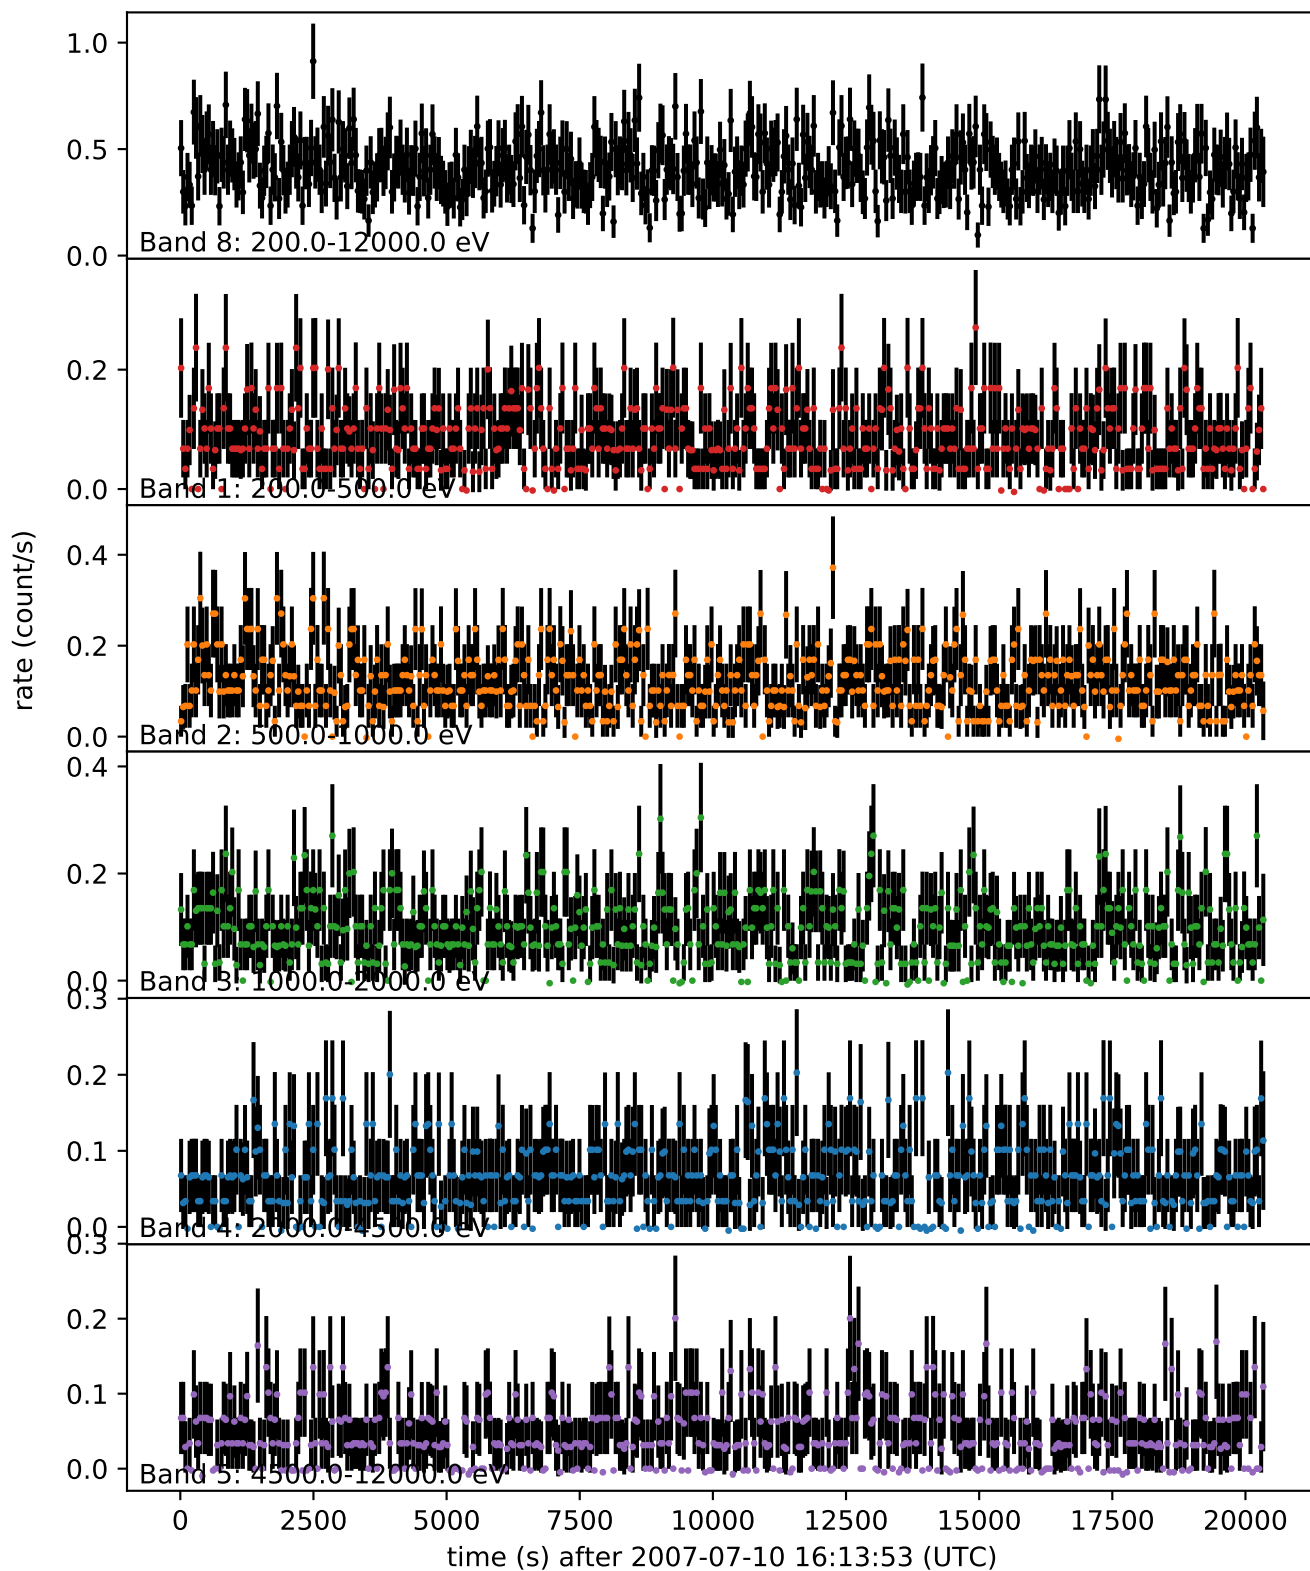 1.0
0.5
0.0
Band 8: 200.0-12000.0 eV
0.2
0.0
Band 1: 200.0-500.0 eV
rate (count/s)
0.4
0.2
0.0
Band 2: 500.0-1000.0 eV
0.4
0.2
0.0
Band 3: 1000.0-2000.0 eV
0.3
0.2
0.1
0.0
Band 4: 2000.0-4500.0 eV
0.3
0.2
0.1
0.0
Band 5: 4500.0-12000.0 eV
0 2500 5000 7500 10000 12500 15000 17500 20000
time (s) after 2007-07-10 16:13:53 (UTC)